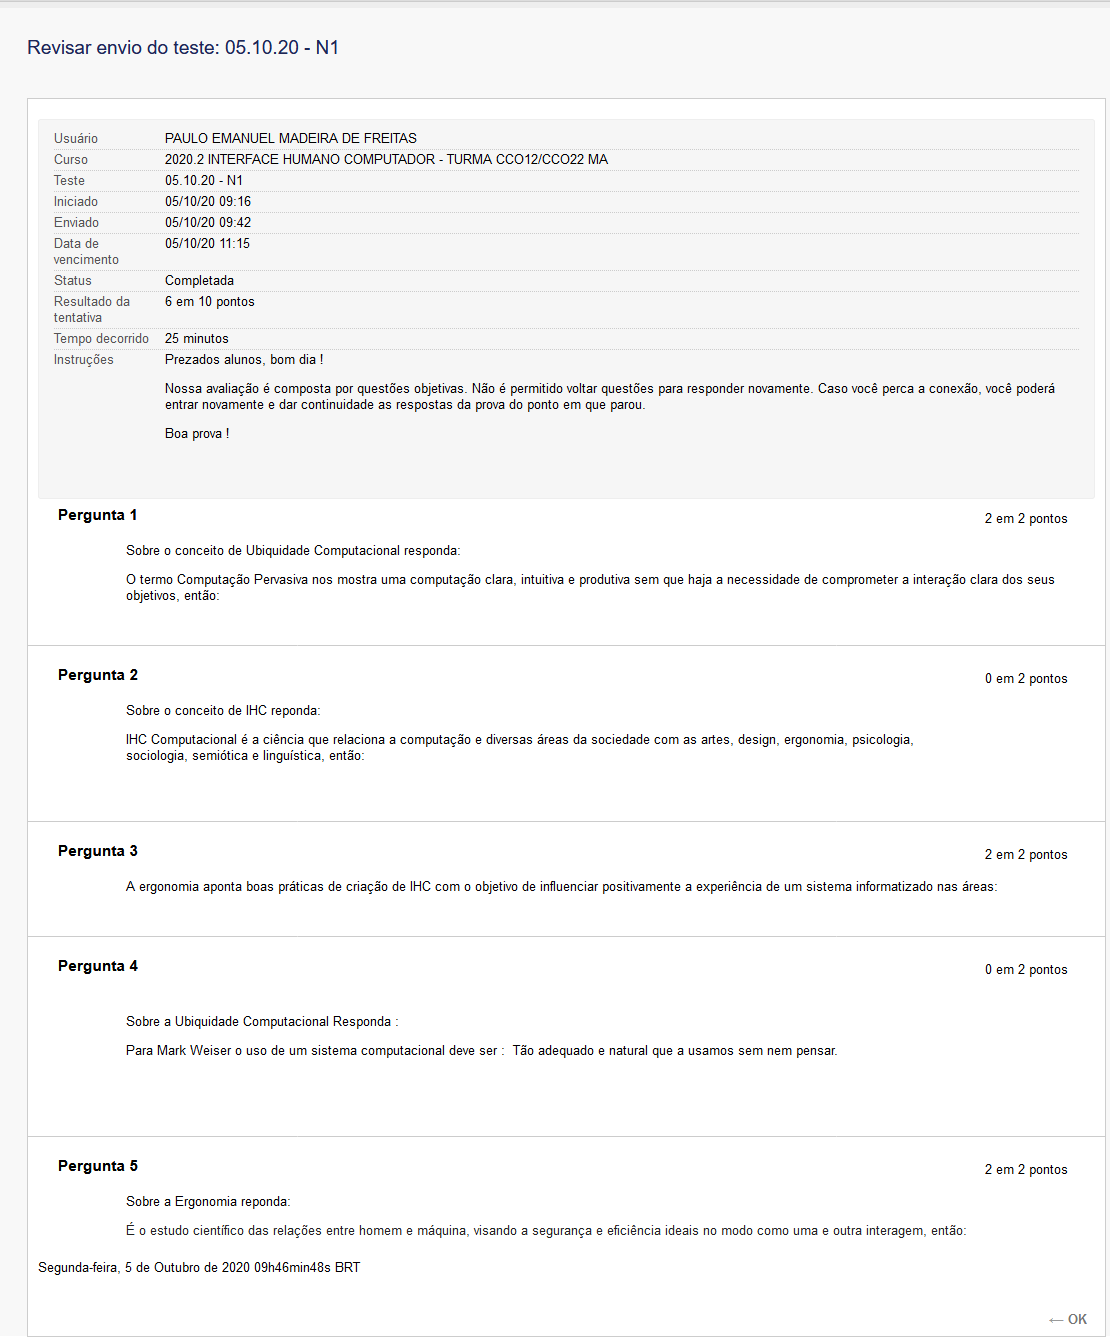 Revisar envio do teste: 05.10.20 - N1
Usuário PAULO EMANUEL MADEIRA DE FREITAS
Curso 2020.2 INTERFACE HUMANO COMPUTADOR - TURMA CCO12/CCO22 MA
Teste 05.10.20 - N1
Iniciado 05/10/20 09:16
Enviado 05/10/20 09:42
Data de 05/10/20 11:15
vencimento
Status Completada
Resultado da 6 em 10 pontos
tentativa
Tempo decorrido 25 minutos
Instruções Prezados alunos, bom dia !
Nossa avaliação é composta por questões objetivas. Não é permitido voltar questões para responder novamente. Caso você perca a conexão, você poderá
entrar novamente e dar continuidade as respostas da prova do ponto em que parou.
Boa prova !
Pergunta 1 2 em 2 pontos
Sobre o conceito de Ubiquidade Computacional responda:
O termo Computação Pervasiva nos mostra uma computação clara, intuitiva e produtiva sem que haja a necessidade de comprometer a interação clara dos seus
objetivos, então:
Pergunta 2 0 em 2 pontos
Sobre o conceito de IHC reponda:
IHC Computacional é a ciência que relaciona a computação e diversas áreas da sociedade com as artes, design, ergonomia, psicologia,
sociologia, semiótica e linguística, então:
Pergunta 3 2 em 2 pontos
A ergonomia aponta boas práticas de criação de IHC com o objetivo de influenciar positivamente a experiência de um sistema informatizado nas áreas:
Pergunta 4 0 em 2 pontos
Sobre a Ubiquidade Computacional Responda :
Para Mark Weiser o uso de um sistema computacional deve ser :  Tão adequado e natural que a usamos sem nem pensar.
Pergunta 5 2 em 2 pontos
Sobre a Ergonomia reponda:
É o estudo científico das relações entre homem e máquina, visando a segurança e eficiência ideais no modo como uma e outra interagem, então:
Segunda-feira, 5 de Outubro de 2020 09h46min48s BRT
← OK